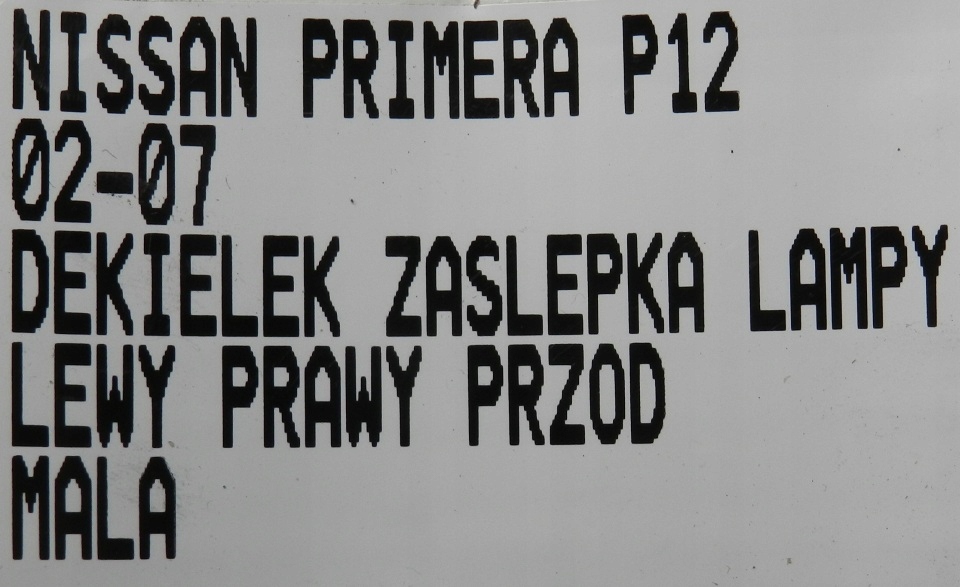 NISSAN PRIMERA P12
02-07
DEKIELEK ZASLEPKA LAMPY
LEWY PRAWY PRZOD
MALA